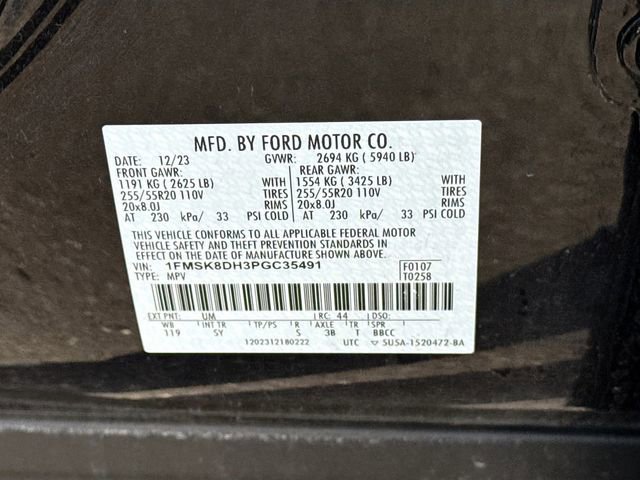 MFD. BY FORD MOTOR CO.
DATE: 12/23 GVWR: 2694 KG ( 5940 LB)
FRONT GAWR: REAR GAWR:
1191 KG ( 2625 LB) WITH 1554 KG ( 3425 LB) WITH
255/55R20 110V TIRES 255/55R20 110V TIRES
20x8.0J RIMS 20x8.0J RIMS
AT 230 kPa/ 33 PSI COLD AT 230 kPa/ 33 PSI COLD
THIS VEHICLE CONFORMS TO ALL APPLICABLE FEDERAL MOTOR
VEHICLE SAFETY AND THEFT PREVENTION STANDARDS IN
EFFECT ON THE DATE OF MANUFACTURE SHOWN ABOVE.
VIN: 1FMSK8DH3PGC35491 F0107
TYPE: MPV T0258
EXT PNT: UM RC: 44 DSO:
WB INT TR TP/PS R AXLE TR SPR
119 SY S 3B T BBCC
1202312180222 UTC ▽ 5U5A-1520472-BA